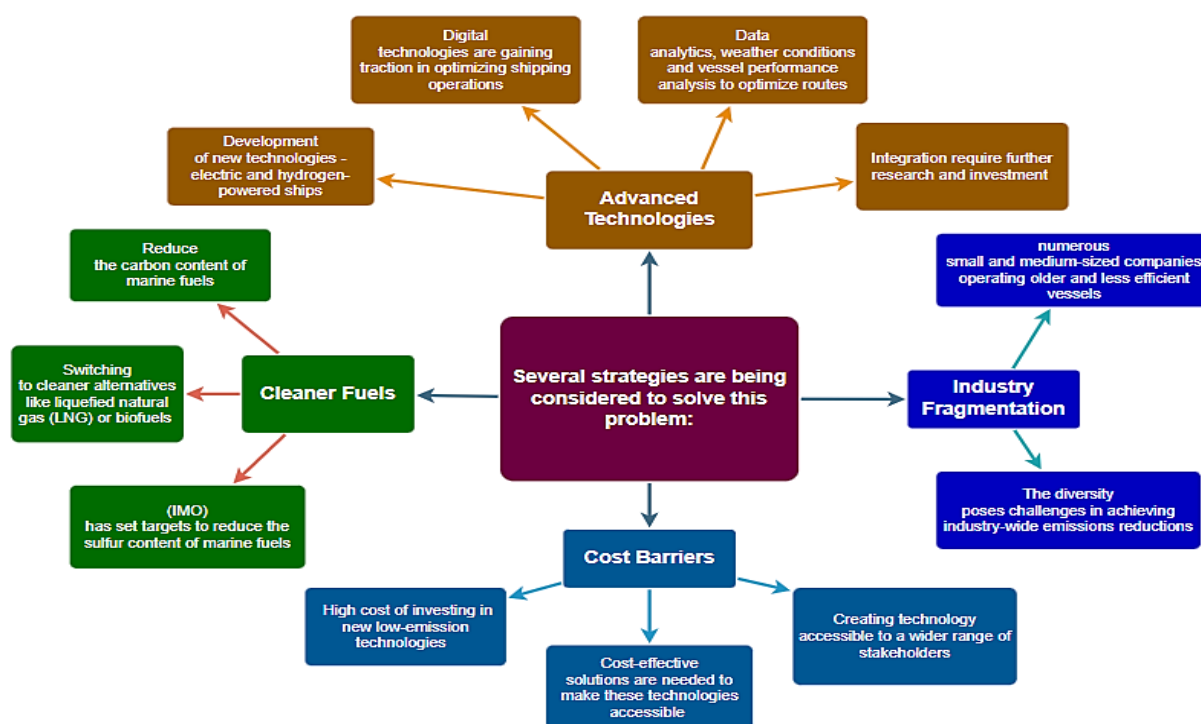 Digital
technologies are gaining
traction in optimizing shipping
operations
Data
analytics, weather conditions
and vessel performance
analysis to optimize routes
Development
of new technologies -
electric and hydrogen-
powered ships
Integration require further
research and investment
Advanced
Technologies
Reduce
the carbon content of
marine fuels
numerous
small and medium-sized companies
operating older and less efficient
vessels
Switching
to cleaner alternatives
like liquefied natural
gas (LNG) or biofuels
Cleaner Fuels
Several strategies are being
considered to solve this
problem:
Industry
Fragmentation
(IMO)
has set targets to reduce the
sulfur content of marine fuels
The diversity
poses challenges in achieving
industry-wide emissions reductions
Cost Barriers
High cost of investing in
new low-emission
technologies
Cost-effective
solutions are needed to
make these technologies
accessible
Creating technology
accessible to a wider range of
stakeholders